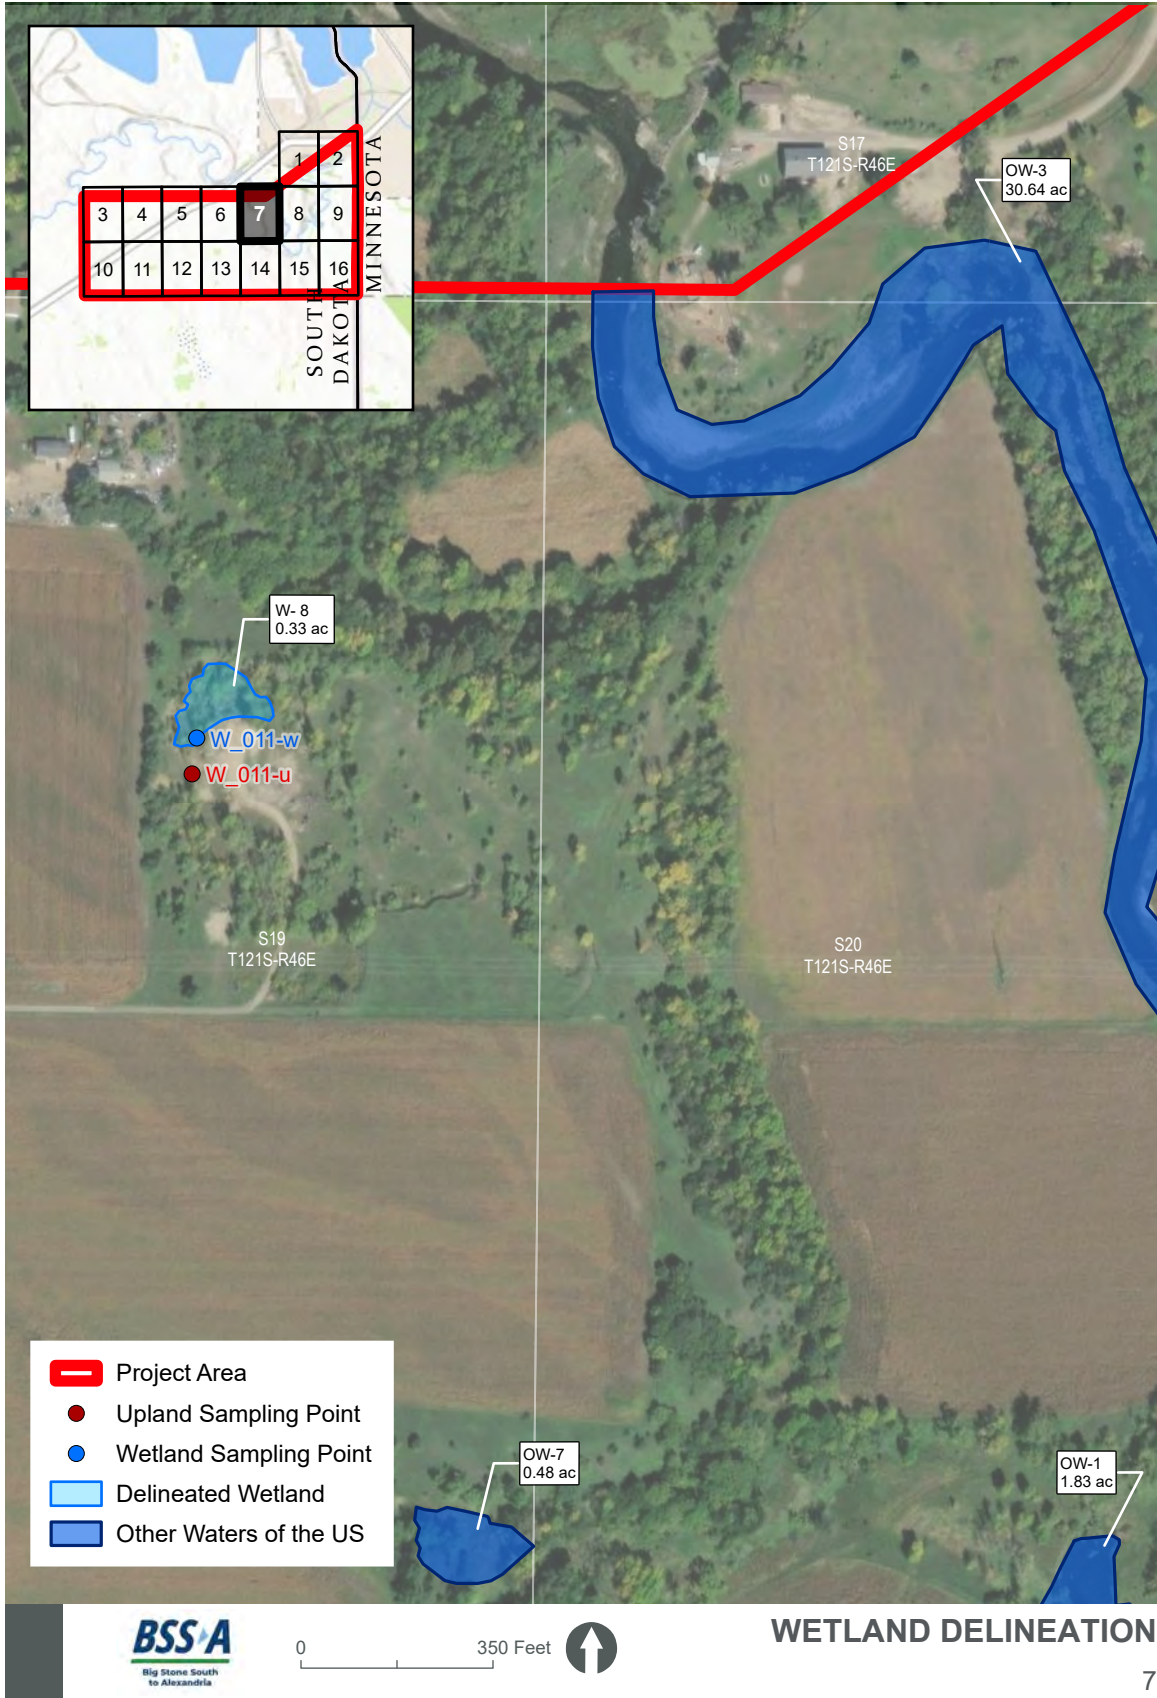 1
2
3
4
5
6
7
8
9
10
11
12
13
14
15
16
MINNESOTA
SOUTH
DAKOTA
S17
T121S-R46E
OW-3
30.64 ac
W- 8
0.33 ac
W_011-w
W_011-u
S19
T121S-R46E
S20
T121S-R46E
Project Area
Upland Sampling Point
Wetland Sampling Point
Delineated Wetland
Other Waters of the US
OW-7
0.48 ac
OW-1
1.83 ac
BSSA
Big Stone South
to Alexandria
0
350 Feet
WETLAND DELINEATION
7